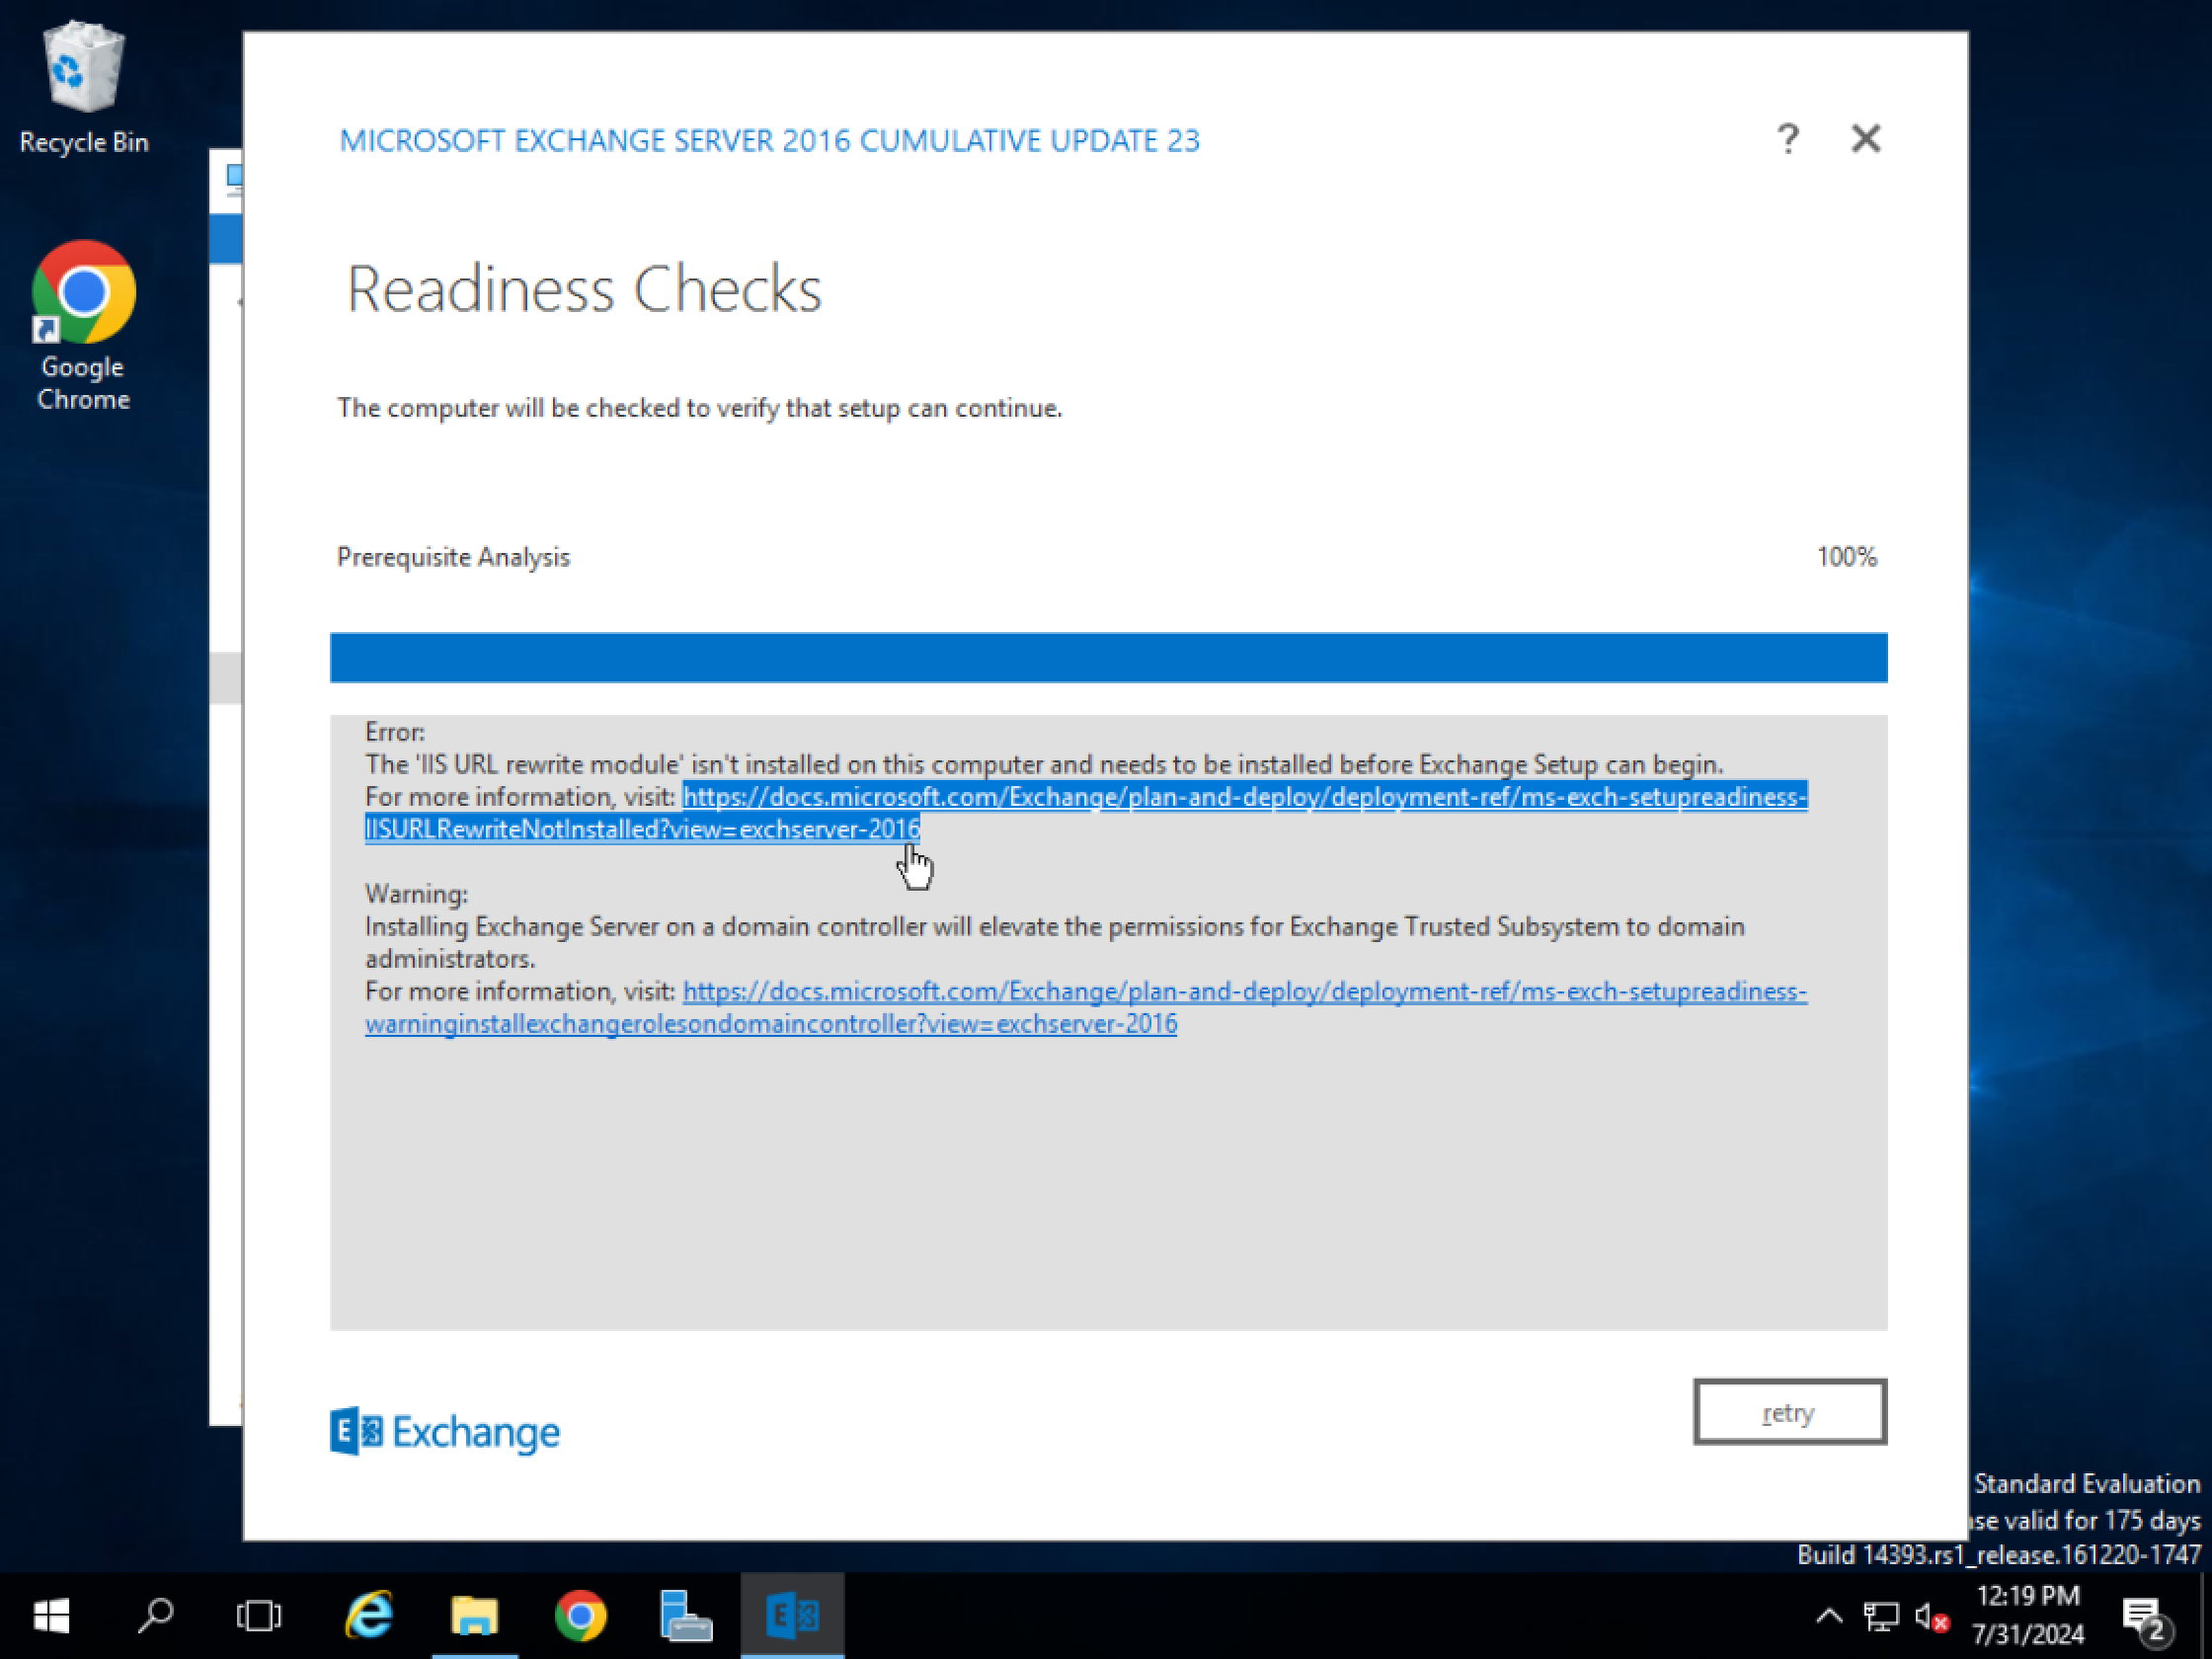 Recycle Bin
Google
Chrome
MICROSOFT EXCHANGE SERVER 2016 CUMULATIVE UPDATE 23
?
Readiness Checks
The computer will be checked to verify that setup can continue.
Prerequisite Analysis
100%
Error:
The 'IIS URL rewrite module' isn't installed on this computer and needs to be installed before Exchange Setup can begin.
For more information, visit: https://docs.microsoft.com/Exchange/plan-and-deploy/deployment-ref/ms-exch-setupreadiness-
IISURLRewriteNotInstalled?view=exchserver-2016
Warning:
Installing Exchange Server on a domain controller will elevate the permissions for Exchange Trusted Subsystem to domain
administrators.
For more information, visit: https://docs.microsoft.com/Exchange/plan-and-deploy/deployment-ref/ms-exch-setupreadiness-
warninginstallexchangerolesondomaincontroller?view=exchserver-2016
Exchange
retry
Standard Evaluation
valid for 175 days
Build 14393.rs1_release.161220-1747
12:19 PM
7/31/2024
2